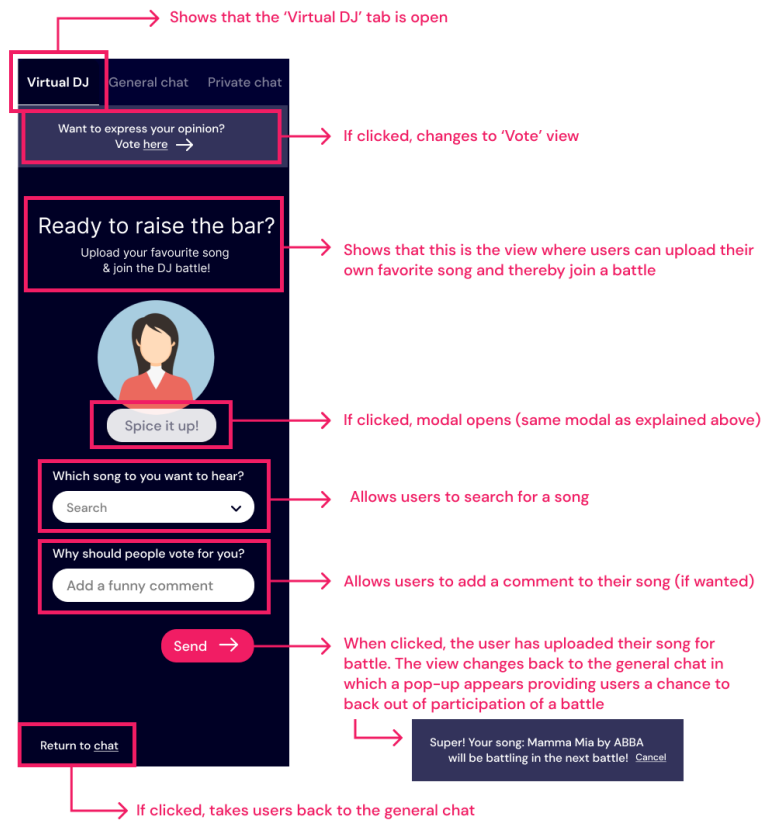 Shows that the ‘Virtual DJ’ tab is open
Virtual DJ General chat Private chat
Want to express your opinion?
Vote here
If clicked, changes to ‘Vote’ view
Ready to raise the bar?
Upload your favourite song
& join the DJ battle!
Shows that this is the view where users can upload their
own favorite song and thereby join a battle
Spice it up!
If clicked, modal opens (same modal as explained above)
Which song to you want to hear?
Search
Allows users to search for a song
Why should people vote for you?
Add a funny comment
Allows users to add a comment to their song (if wanted)
Send
When clicked, the user has uploaded their song for
battle. The view changes back to the general chat in
which a pop-up appears providing users a chance to
back out of participation of a battle
Super! Your song: Mamma Mia by ABBA
will be battling in the next battle! Cancel
Return to chat
If clicked, takes users back to the general chat